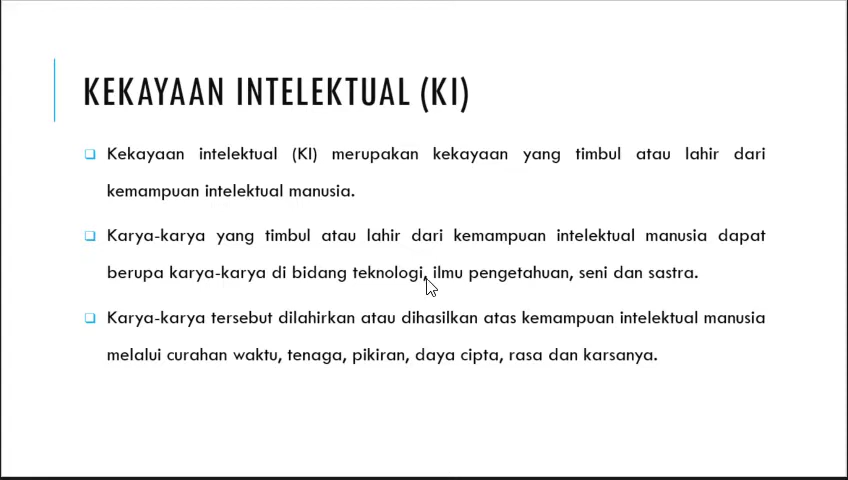 KEKAYAAN INTELEKTUAL (KI)
Kekayaan intelektual (KI) merupakan kekayaan yang timbul atau lahir dari
kemampuan intelektual manusia.
Karya-karya yang timbul atau lahir dari kemampuan intelektual manusia dapat
berupa karya-karya di bidang teknologi, ilmu pengetahuan, seni dan sastra.
Karya-karya tersebut dilahirkan atau dihasilkan atas kemampuan intelektual manusia
melalui curahan waktu, tenaga, pikiran, daya cipta, rasa dan karsanya.